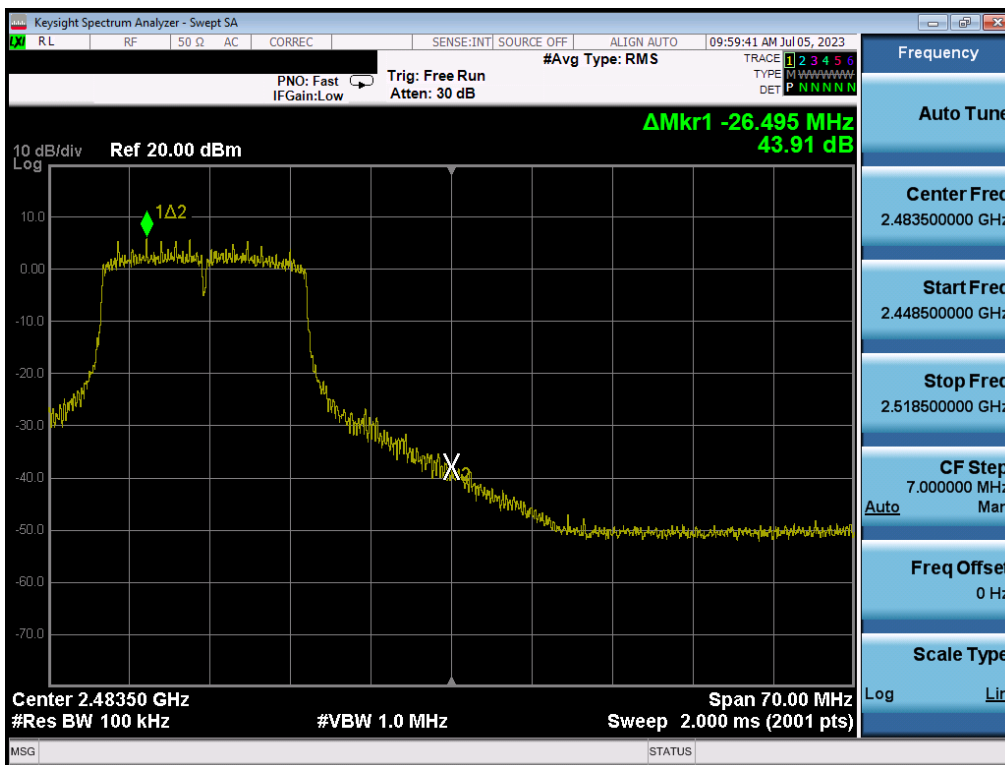 Keysight Spectrum Analyzer - Swept SA
LXI RL RF 50 Ω AC CORREC SENSE:INT SOURCE OFF ALIGN AUTO 09:59:41 AM Jul 05, 2023
#Avg Type: RMS
TRACE 1 2 3 4 5 6
PNO: Fast Trig: Free Run
TYPE M WWWWW
IFGain:Low Atten: 30 dB
DET P N N N N N
ΔMkr1 -26.495 MHz
43.91 dB
10 dB/div Ref 20.00 dBm
Log
1Δ2
10.0
0.00
-10.0
-20.0
-30.0
-40.0
-50.0
-60.0
-70.0
X2
Center 2.48350 GHz Span 70.00 MHz
#Res BW 100 kHz #VBW 1.0 MHz Sweep 2.000 ms (2001 pts)
MSG STATUS
Frequency
Auto Tune
Center Freq
2.483500000 GHz
Start Freq
2.448500000 GHz
Stop Freq
2.518500000 GHz
CF Step
7.000000 MHz
Auto Man
Freq Offset
0 Hz
Scale Type
Log Lin